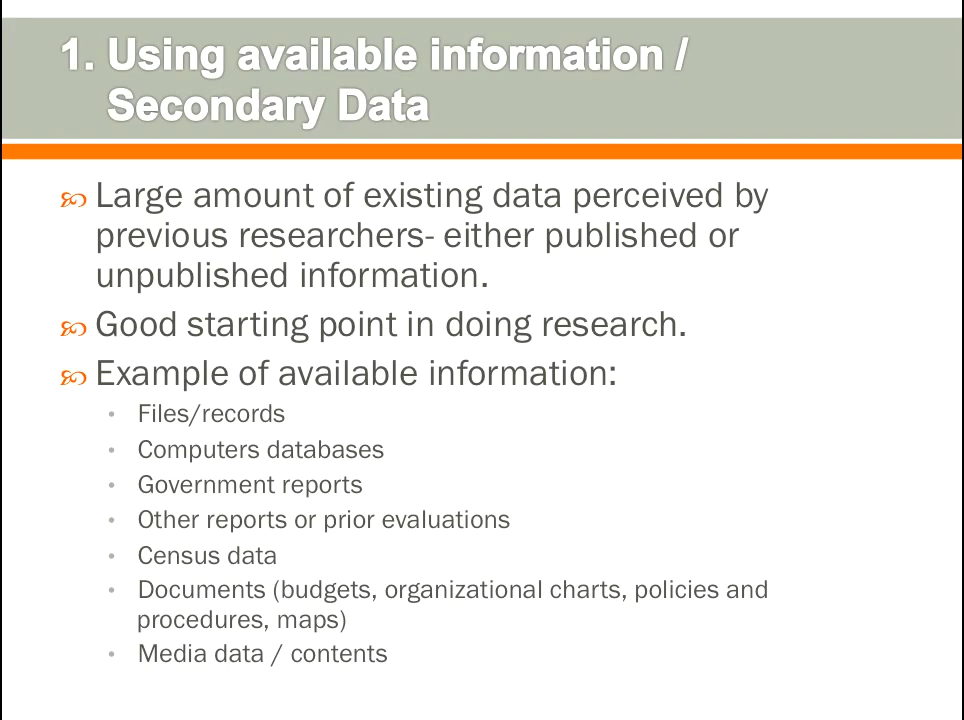 1. Using available information /
Secondary Data
Large amount of existing data perceived by
previous researchers- either published or
unpublished information.
Good starting point in doing research.
Example of available information:
• Files/records
• Computers databases
• Government reports
• Other reports or prior evaluations
• Census data
• Documents (budgets, organizational charts, policies and
procedures, maps)
• Media data / contents